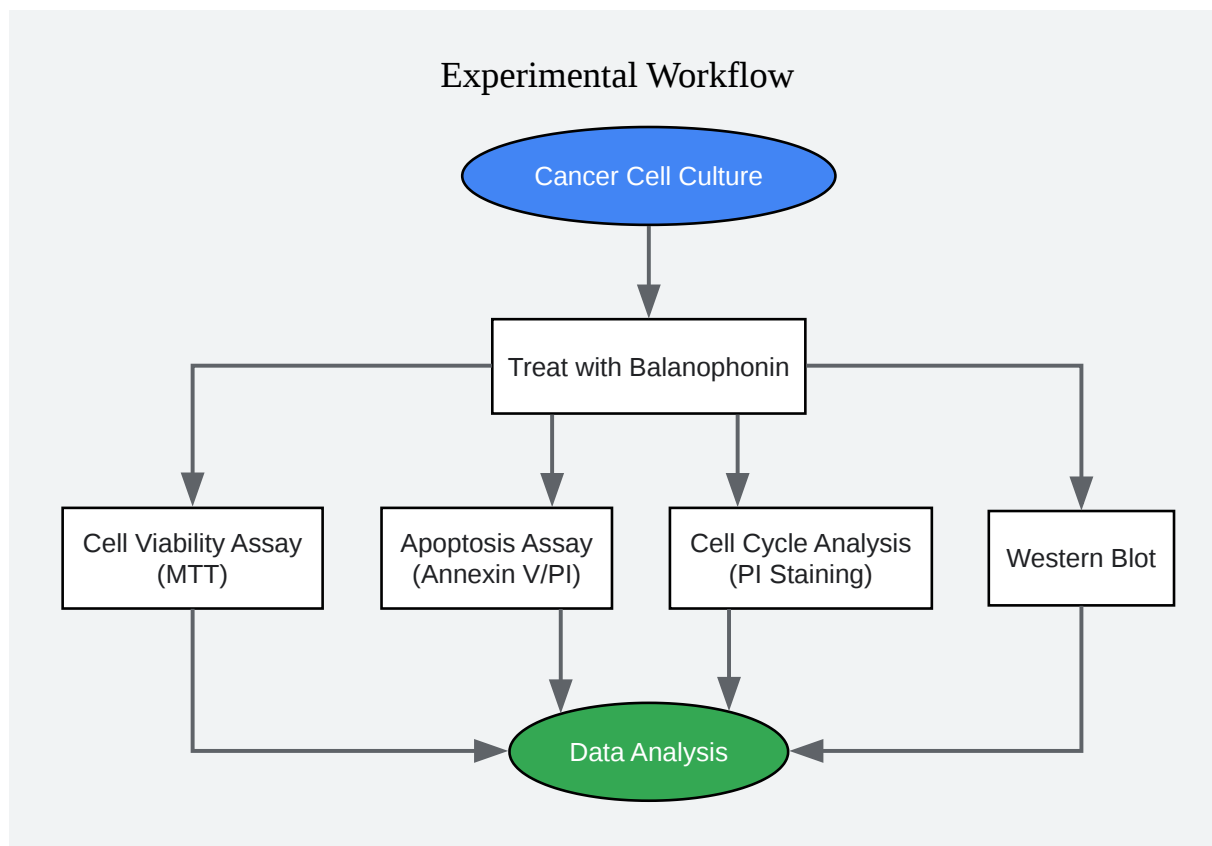 Experimental Workflow
Cancer Cell Culture
Treat with Balanophonin
Cell Viability Assay
(MTT)
Apoptosis Assay
(Annexin V/PI)
Cell Cycle Analysis
(PI Staining)
Western Blot
Data Analysis